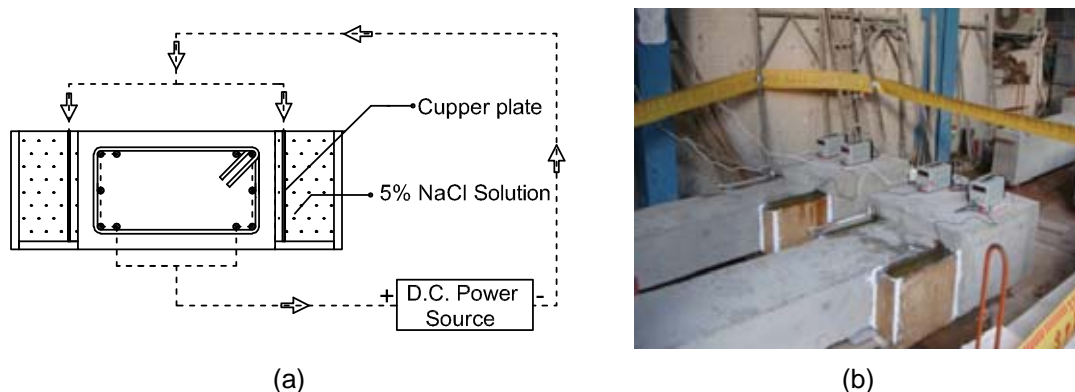 Cupper plate
5% NaCl Solution
+ D.C. Power -
Source
(a)
(b)